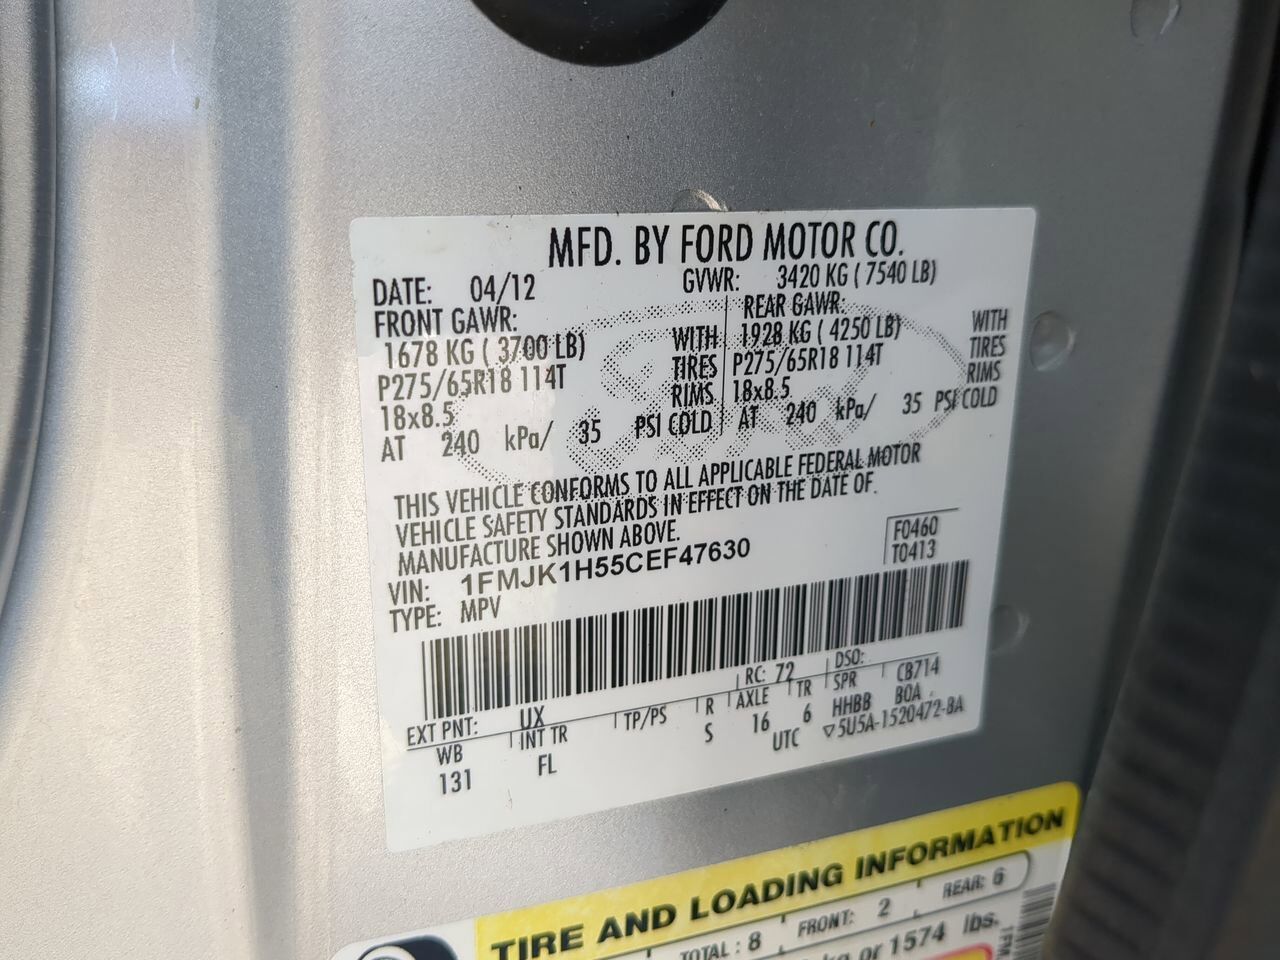 MFD. BY FORD MOTOR CO.
DATE: 04/12 GVWR: 3420 KG ( 7540 LB)
FRONT GAWR: REAR GAWR:
1678 KG ( 3700 LB) WITH 1928 KG ( 4250 LB) WITH
P275/65R18 114T TIRES P275/65R18 114T TIRES
18x8.5 RIMS 18x8.5 RIMS
AT 240 kPa/ 35 PSI COLD AT 240 kPa/ 35 PSI COLD
THIS VEHICLE CONFORMS TO ALL APPLICABLE FEDERAL MOTOR
VEHICLE SAFETY STANDARDS IN EFFECT ON THE DATE OF
MANUFACTURE SHOWN ABOVE.
VIN: 1FMJK1H55CEF47630
F0460
T0413
TYPE: MPV
EXT PNT: UX RC: 72 DSO: CB714
WB INT TR TP/PS R AXLE TR SPR HHBB BOA
131 FL S 16 6
UTC ▽5U5A-1520472-BA
TIRE AND LOADING INFORMATION
TOTAL : 8 FRONT: 2 REAR: 6
kg or 1574 lbs.
1FM